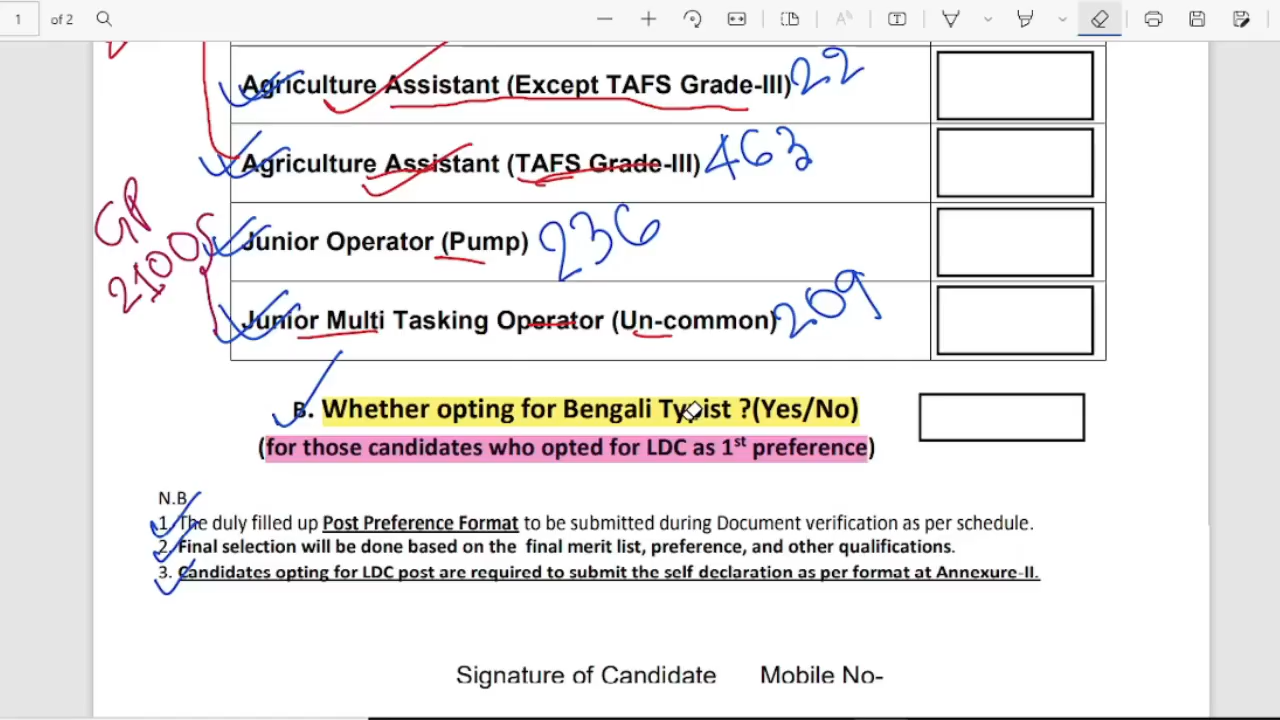 1 of 2
Agriculture Assistant (Except TAFS Grade-III) 22
Agriculture Assistant (TAFS Grade-III) 463
GP
2100
Junior Operator (Pump) 236
Junior Multi Tasking Operator (Un-common) 209
B. Whether opting for Bengali Typist ?(Yes/No)
(for those candidates who opted for LDC as 1st preference)
N.B
1. The duly filled up Post Preference Format to be submitted during Document verification as per schedule.
2. Final selection will be done based on the final merit list, preference, and other qualifications.
3. Candidates opting for LDC post are required to submit the self declaration as per format at Annexure-II.
Signature of Candidate Mobile No-